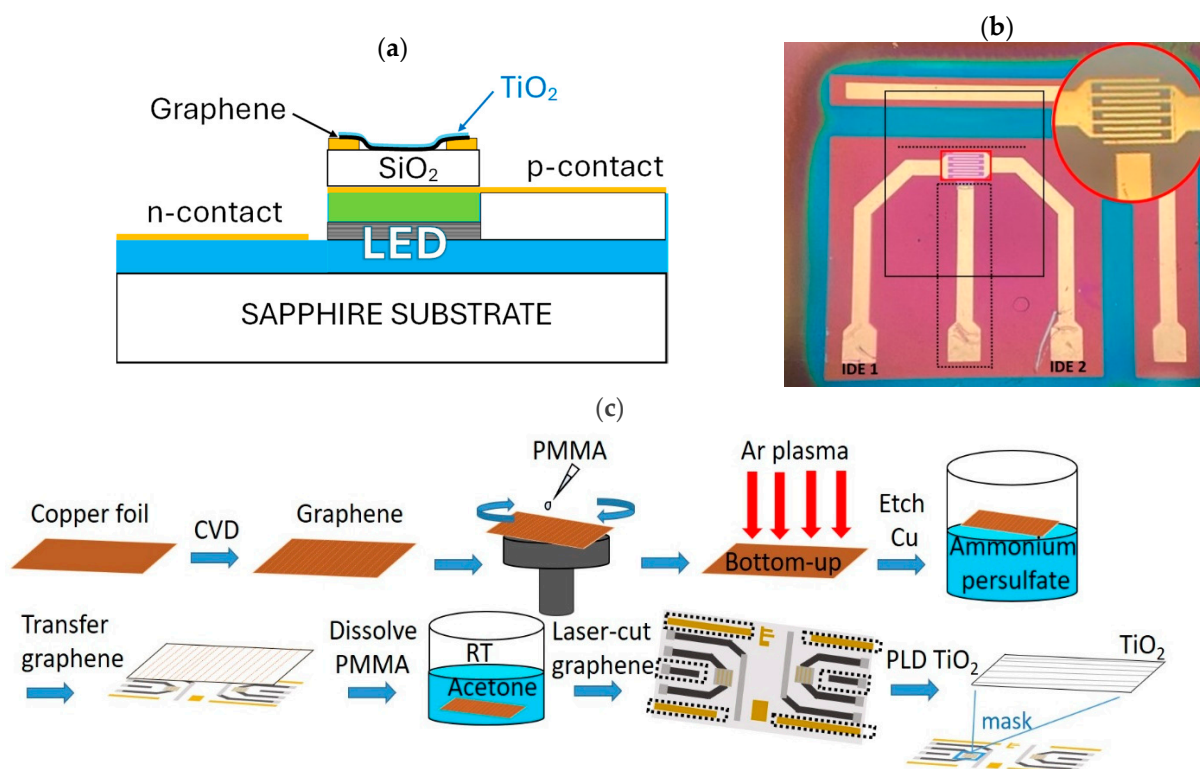 (a)
Graphene
TiO₂
SiO₂
p-contact
n-contact
LED
SAPPHIRE SUBSTRATE
(b)
IDE 1
IDE 2
(c)
Copper foil
CVD
Graphene
PMMA
Ar plasma
Bottom-up
Etch
Cu
Ammonium
persulfate
Transfer
graphene
Dissolve
PMMA
RT
Acetone
Laser-cut
graphene
PLD TiO₂
TiO₂
mask